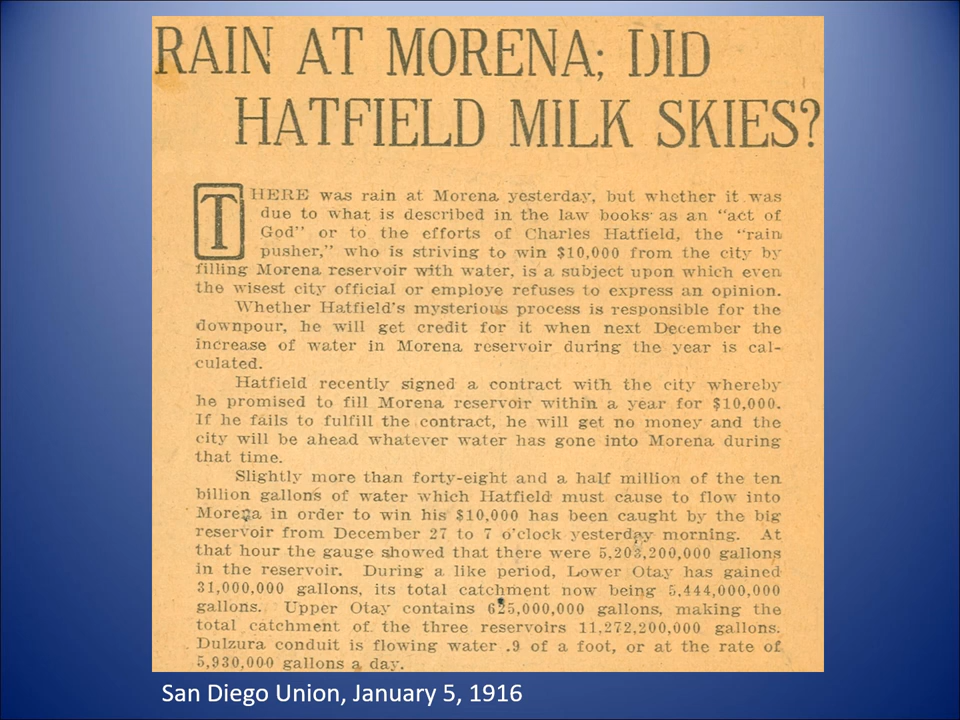 RAIN AT MORENA; DID
HATFIELD MILK SKIES?
THERE was rain at Morena yesterday, but whether it was
due to what is described in the law books as an "act of
God" or to the efforts of Charles Hatfield, the "rain
pusher," who is striving to win $10,000 from the city by
filling Morena reservoir with water, is a subject upon which even
the wisest city official or employe refuses to express an opinion.
Whether Hatfield's mysterious process is responsible for the
downpour, he will get credit for it when next December the
increase of water in Morena reservoir during the year is cal-
culated.
Hatfield recently signed a contract with the city whereby
he promised to fill Morena reservoir within a year for $10,000.
If he fails to fulfill the contract, he will get no money and the
city will be ahead whatever water has gone into Morena during
that time.
Slightly more than forty-eight and a half million of the ten
billion gallons of water which Hatfield must cause to flow into
Morena in order to win his $10,000 has been caught by the big
reservoir from December 27 to 7 o'clock yesterday morning. At
that hour the gauge showed that there were 5,203,200,000 gallons
in the reservoir. During a like period, Lower Otay has gained
31,000,000 gallons, its total catchment now being 5,444,000,000
gallons. Upper Otay contains 625,000,000 gallons, making the
total catchment of the three reservoirs 11,272,200,000 gallons.
Dulzura conduit is flowing water .9 of a foot, or at the rate of
5,930,000 gallons a day.
San Diego Union, January 5, 1916